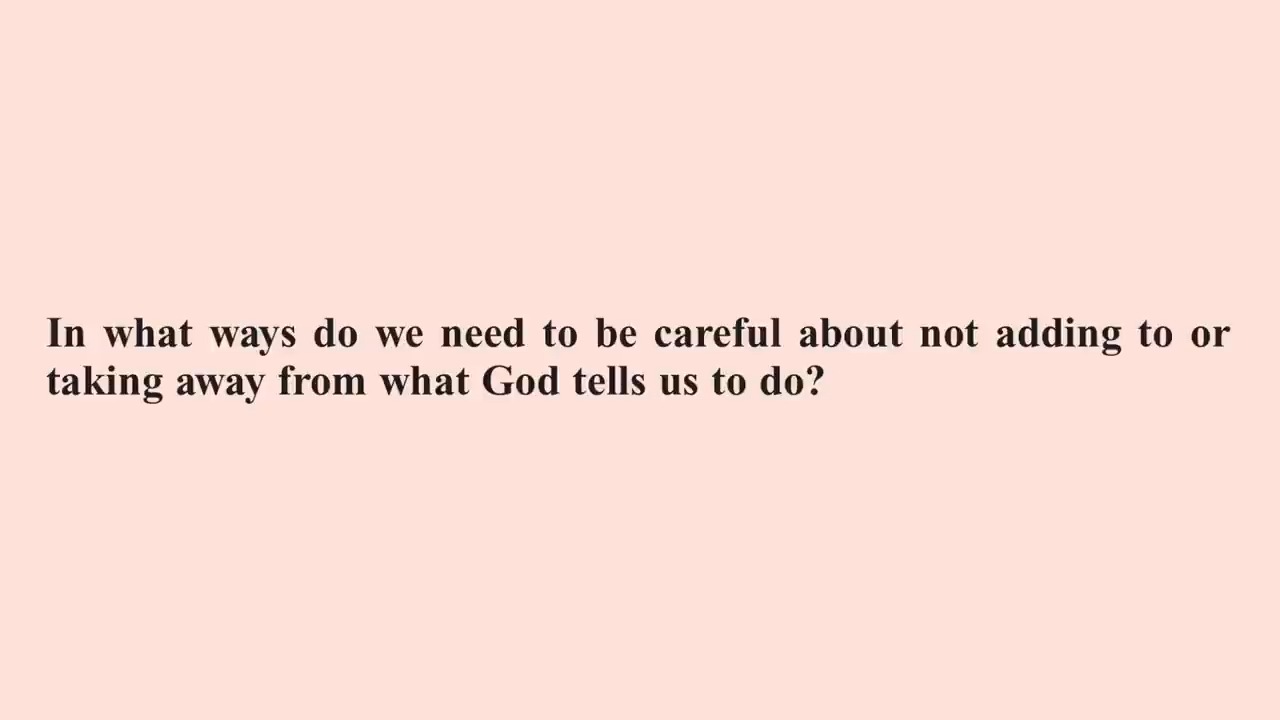 In what ways do we need to be careful about not adding to or
taking away from what God tells us to do?